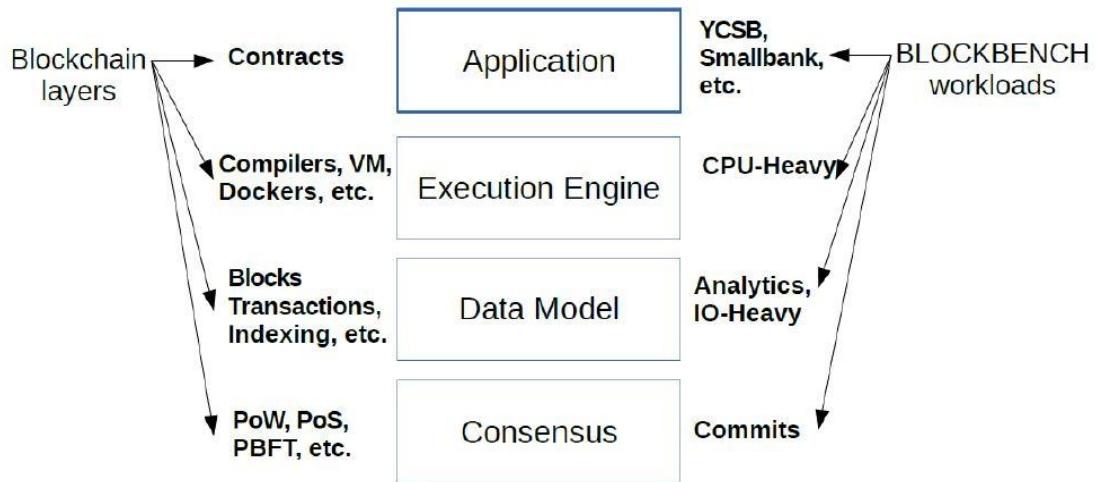 Blockchain
layers
Contracts
Application
YCSB,
Smallbank,
etc.
BLOCKBENCH
workloads
Compilers, VM,
Dockers, etc.
Execution Engine
CPU-Heavy
Blocks
Transactions,
Indexing, etc.
Data Model
Analytics,
IO-Heavy
PoW, PoS,
PBFT, etc.
Consensus
Commits